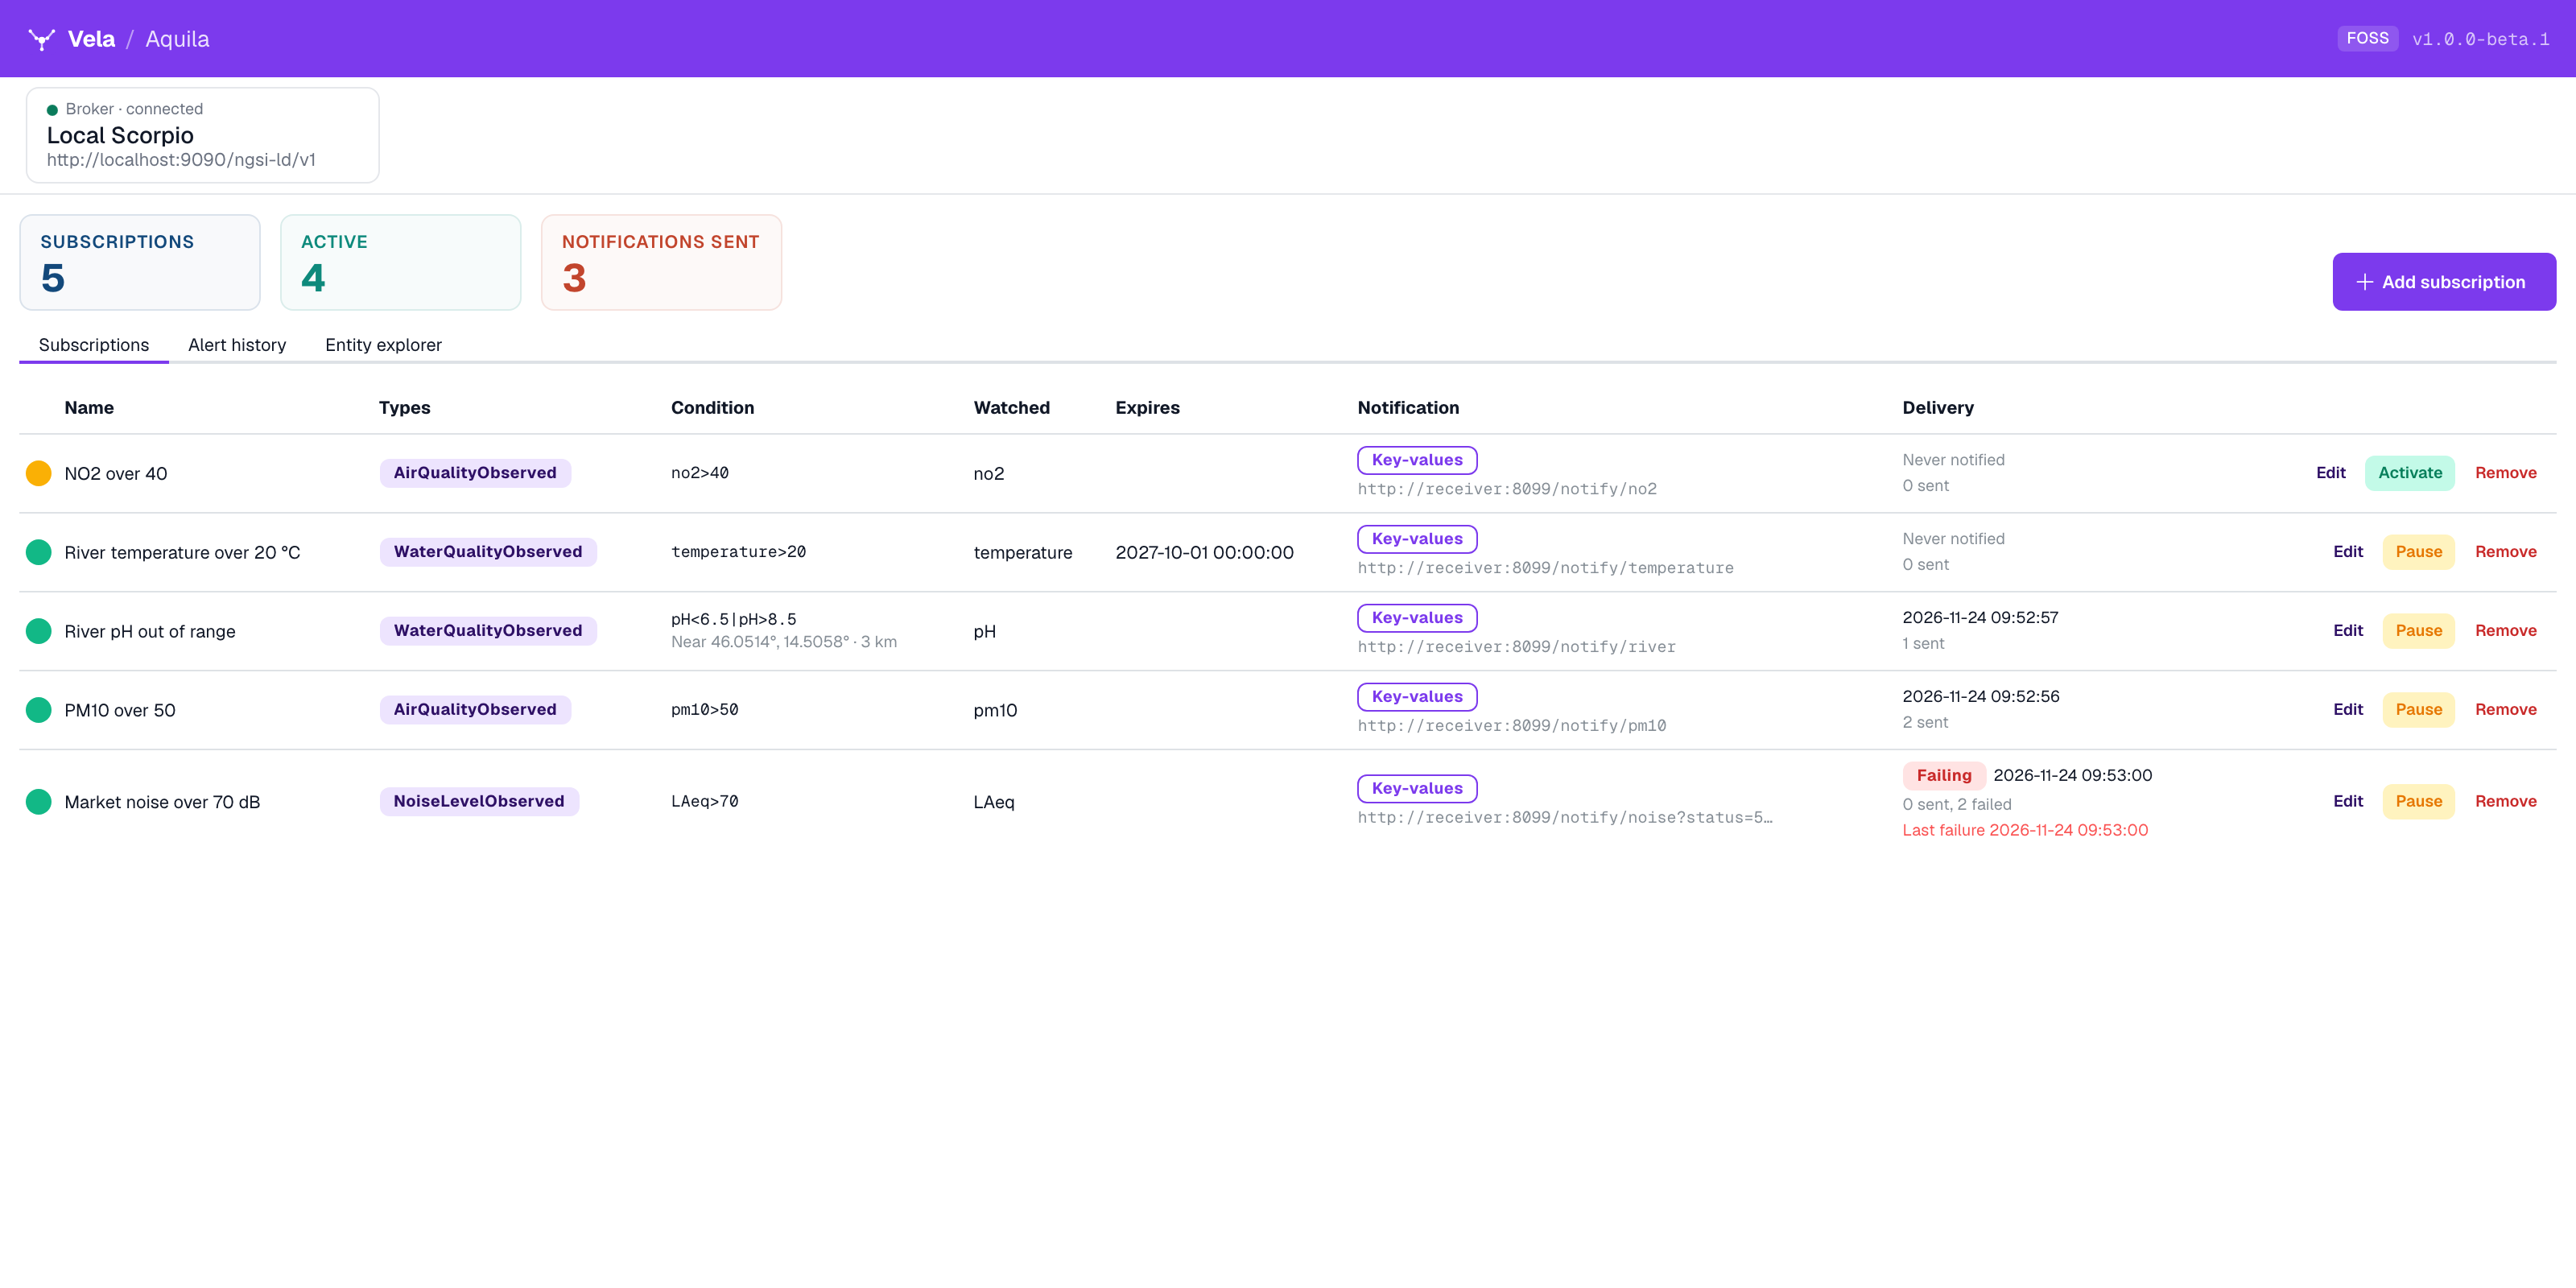 Vela / Aquila
FOSS v1.0.0-beta.1
Broker · connected
Local Scorpio
http://localhost:9090/ngsi-ld/v1
SUBSCRIPTIONS
5
ACTIVE
4
NOTIFICATIONS SENT
3
+ Add subscription
Subscriptions Alert history Entity explorer
Name Types Condition Watched Expires Notification Delivery
NO2 over 40 AirQualityObserved no2>40 no2 Key-values
http://receiver:8099/notify/no2
Never notified
0 sent
Edit Activate Remove
River temperature over 20 °C WaterQualityObserved temperature>20 temperature 2027-10-01 00:00:00 Key-values
http://receiver:8099/notify/temperature
Never notified
0 sent
Edit Pause Remove
River pH out of range WaterQualityObserved pH<6.5|pH>8.5
Near 46.0514°, 14.5058° · 3 km
pH
Key-values
http://receiver:8099/notify/river
2026-11-24 09:52:57
1 sent
Edit Pause Remove
PM10 over 50 AirQualityObserved pm10>50 pm10 Key-values
http://receiver:8099/notify/pm10
2026-11-24 09:52:56
2 sent
Edit Pause Remove
Market noise over 70 dB NoiseLevelObserved LAeq>70 LAeq Key-values
http://receiver:8099/notify/noise?status=5…
Failing 2026-11-24 09:53:00
0 sent, 2 failed
Last failure 2026-11-24 09:53:00
Edit Pause Remove